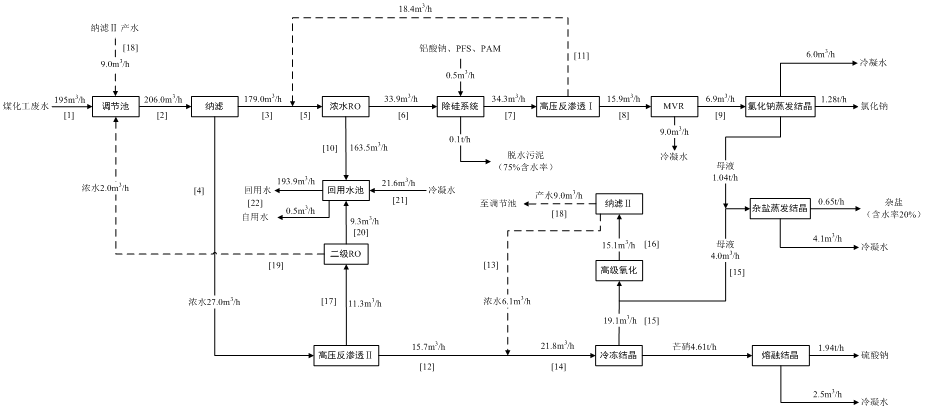 18.4m³/h
纳滤Ⅱ 产水
[18]
9.0m³/h
铝酸钠、PFS、PAM
0.5m³/h
[11]
6.0m³/h
冷凝水
煤化工废水
195m³/h
[1]
调节池
206.0m³/h
[2]
纳滤
179.0m³/h
[3]
[5]
浓水RO
33.9m³/h
[6]
除硅系统
34.3m³/h
[7]
高压反渗透Ⅰ
15.9m³/h
[8]
MVR
6.9m³/h
[9]
氯化钠蒸发结晶
1.28t/h
氯化钠
9.0m³/h
冷凝水
0.1t/h
脱水污泥
(75%含水率)
[10]
163.5m³/h
母液
1.04t/h
浓水2.0m³/h
[4]
193.9m³/h
回用水
[22]
回用水池
21.6m³/h
冷凝水
[21]
0.5m³/h
自用水
9.3m³/h
[20]
产水9.0m³/h
至调节池
[18]
纳滤Ⅱ
杂盐蒸发结晶
0.65t/h
杂盐
(含水率20%)
4.1m³/h
冷凝水
15.1m³/h
[16]
母液
4.0m³/h
[15]
二级RO
[19]
[13]
高级氧化
浓水27.0m³/h
[17]
11.3m³/h
浓水6.1m³/h
19.1m³/h
[15]
高压反渗透Ⅱ
15.7m³/h
[12]
21.8m³/h
[14]
冷冻结晶
芒硝4.61t/h
熔融结晶
1.94t/h
硫酸钠
2.5m³/h
冷凝水